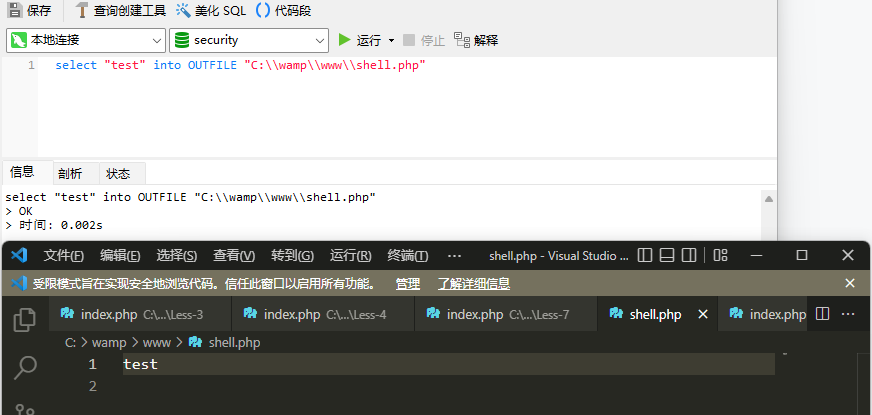 保存 查询创建工具 美化 SQL () 代码段
本地连接 security 运行 停止 解释
1 select "test" into OUTFILE "C:\\wamp\\www\\shell.php"
信息 剖析 状态
select "test" into OUTFILE "C:\\wamp\\www\\shell.php"
> OK
> 时间: 0.002s
文件(F) 编辑(E) 选择(S) 查看(V) 转到(G) 运行(R) 终端(T) ··· shell.php - Visual Studio ...
受限模式旨在实现安全地浏览代码。信任此窗口以启用所有功能。 管理 了解详细信息
index.php C:\...\Less-3 index.php C:\...\Less-4 index.php C:\...\Less-7 shell.php index.php ···
C: > wamp > www > shell.php
1 test
2